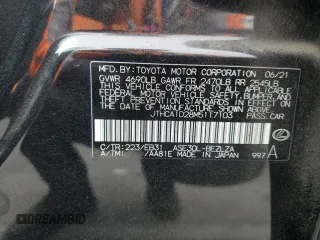 MFD. BY: TOYOTA MOTOR CORPORATION 06/21
GVWR 4690LB GAWR FR 2470LB RR 2545LB
THIS VEHICLE CONFORMS TO ALL APPLICABLE
FEDERAL MOTOR VEHICLE SAFETY, BUMPER, AND
THEFT PREVENTION STANDARDS IN EFFECT ON
THE DATE OF MANUFACTURE SHOWN ABOVE.
JTHCA1D28M5117103 PASS.CAR
C/TR:223/EB31 ASE30L-BEZLZA
A/TM: /AA81E MADE IN JAPAN 997 A